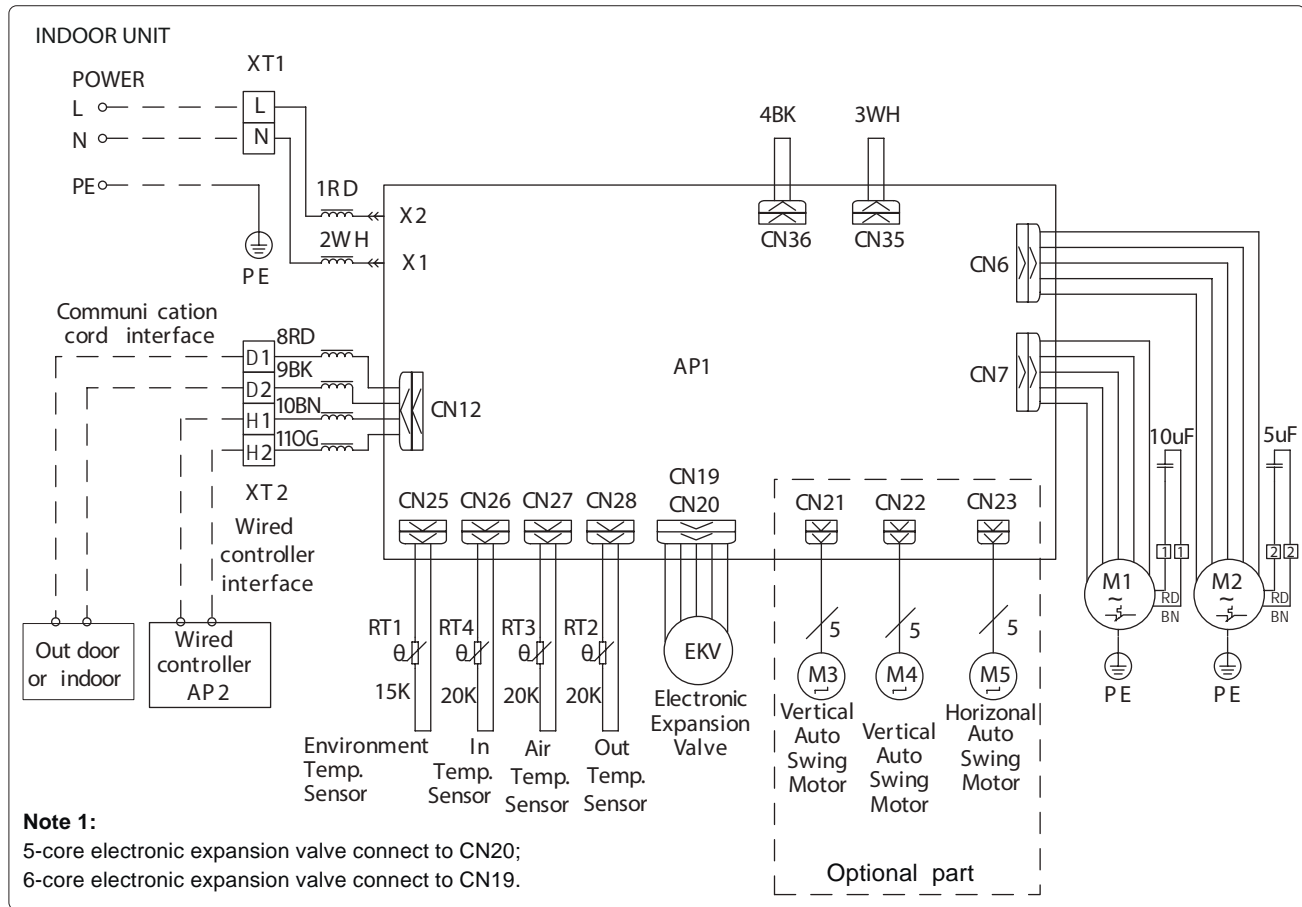 INDOOR UNIT
POWER
XT1
L
L
N
N
PE
PE
1RD
X2
2WH
X1
4BK
3WH
CN36
CN35
CN6
CN7
AP1
Communi cation
cord interface
8RD
D1
9BK
D2
10BN
H1
11OG
H2
CN12
XT2
Wired
controller
interface
Out door
or indoor
Wired
controller
AP2
CN25
CN26
CN27
CN28
CN19
CN20
CN21
CN22
CN23
RT1
θ
15K
RT4
θ
20K
RT3
θ
20K
RT2
θ
20K
EKV
Environment
Temp.
Sensor
In
Temp.
Sensor
Air
Temp.
Sensor
Out
Temp.
Sensor
Electronic
Expansion
Valve
5
M3
Vertical
Auto
Swing
Motor
5
M4
Vertical
Auto
Swing
Motor
5
M5
Horizonal
Auto
Swing
Motor
Optional part
10uF
1 1
M1
~
RD
BN
PE
5uF
2 2
M2
~
RD
BN
PE
Note 1:
5-core electronic expansion valve connect to CN20;
6-core electronic expansion valve connect to CN19.